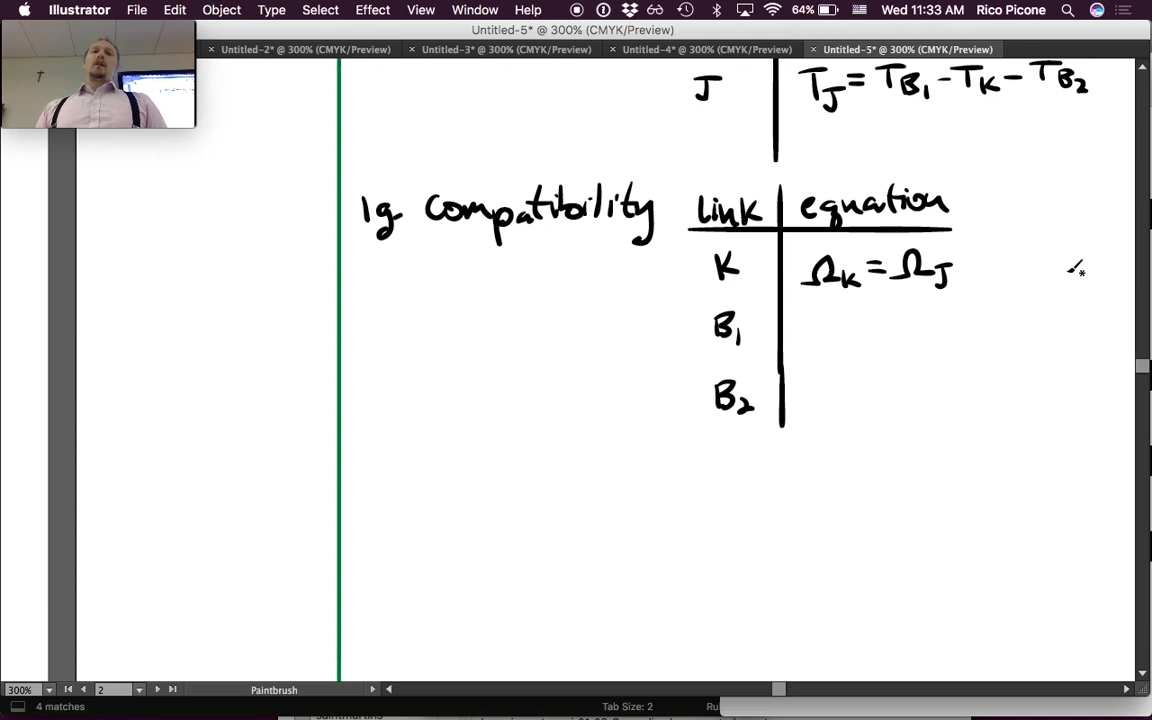 Illustrator File Edit Object Type Select Effect View Window Help 64% Wed 11:33 AM Rico Picone
Untitled-5* @ 300% (CMYK/Preview)
× Untitled-2* @ 300% (CMYK/Preview) × Untitled-3* @ 300% (CMYK/Preview) × Untitled-4* @ 300% (CMYK/Preview) × Untitled-5* @ 300% (CMYK/Preview)
J T_J = T_B₁ - T_K - T_B₂
1g. compatibility Link equation
K Ω_K = Ω_J
B₁
B₂
300% 2 Paintbrush
4 matches Tab Size: 2